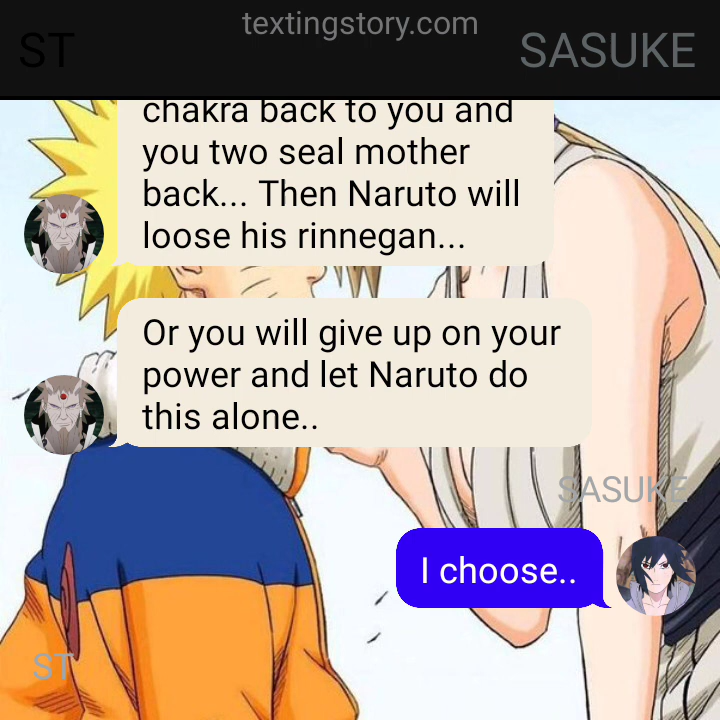 textingstory.com
ST
SASUKE
chakra back to you and
you two seal mother
back... Then Naruto will
loose his rinnegan...
Or you will give up on your
power and let Naruto do
this alone..
SASUKE
I choose..
ST